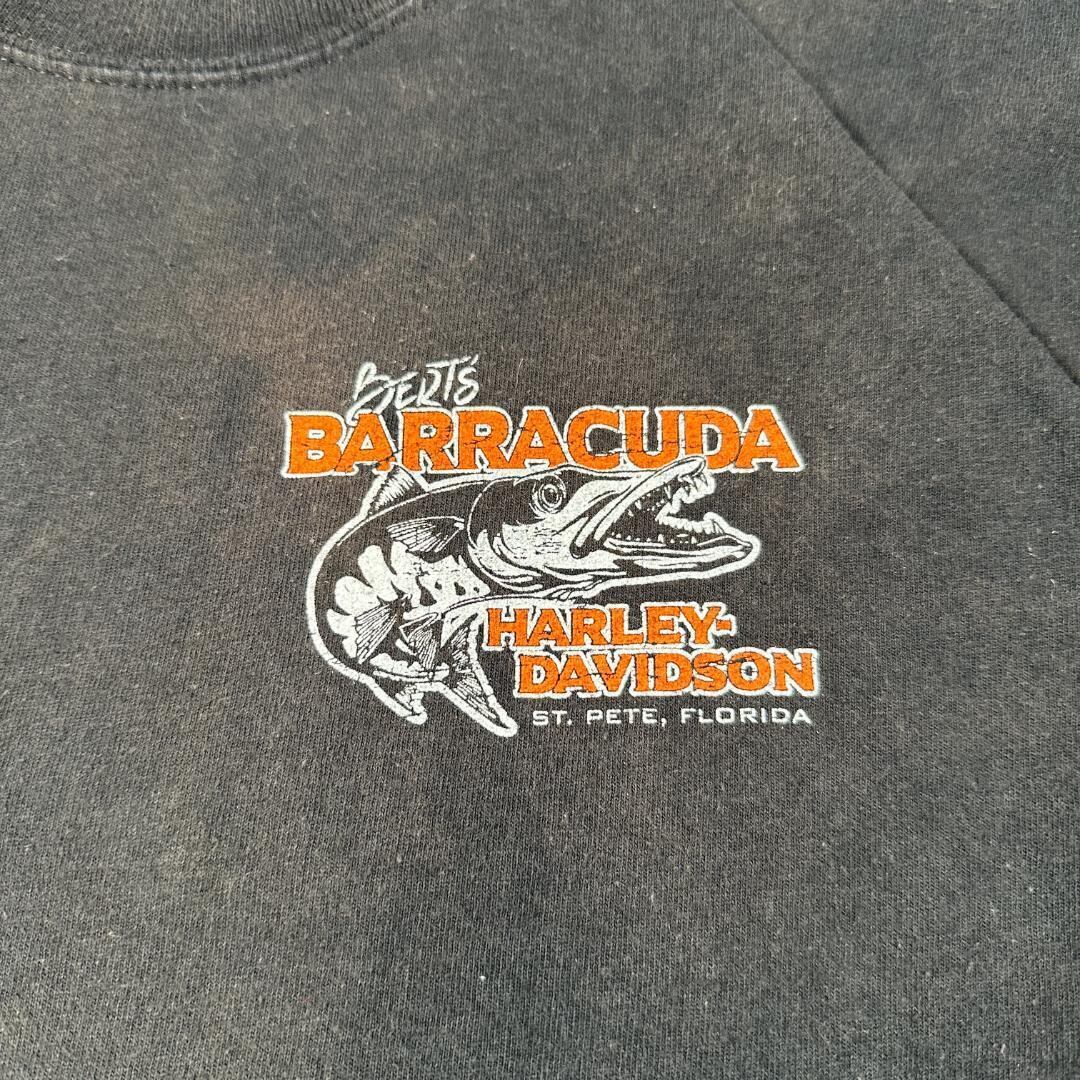 BERT'S
BARRACUDA
HARLEY-
DAVIDSON
ST. PETE, FLORIDA